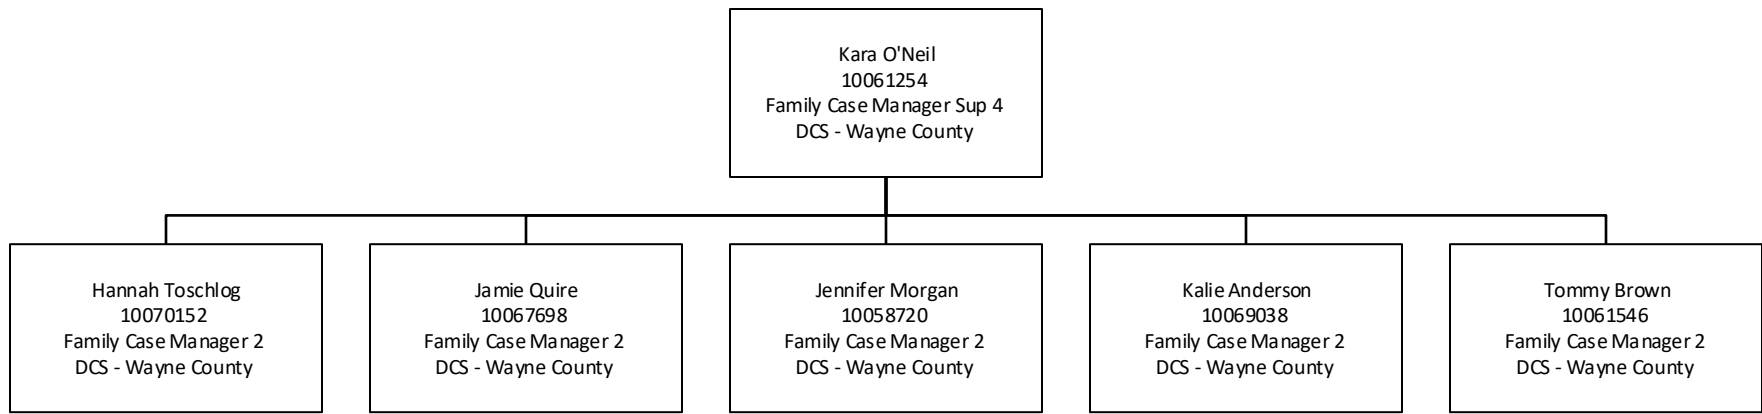 Kara O'Neil
10061254
Family Case Manager Sup 4
DCS - Wayne County
Hannah Toschlog
10070152
Family Case Manager 2
DCS - Wayne County
Jamie Quire
10067698
Family Case Manager 2
DCS - Wayne County
Jennifer Morgan
10058720
Family Case Manager 2
DCS - Wayne County
Kalie Anderson
10069038
Family Case Manager 2
DCS - Wayne County
Tommy Brown
10061546
Family Case Manager 2
DCS - Wayne County